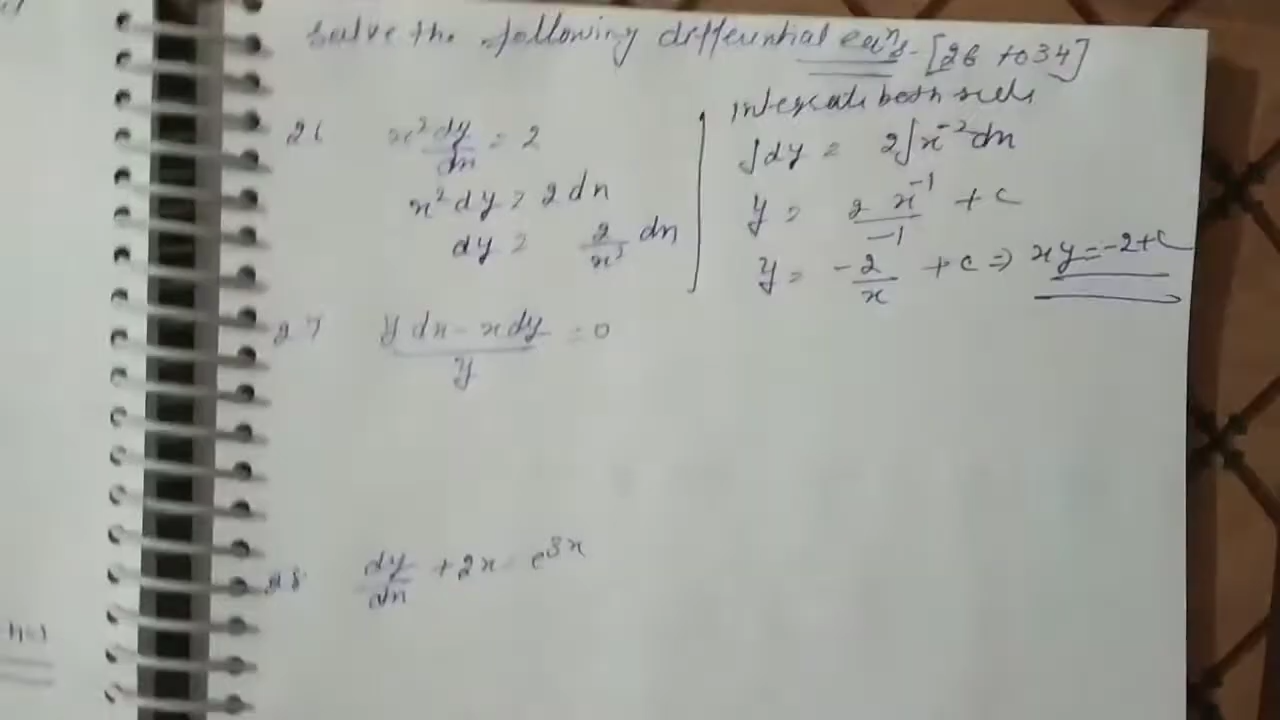 Solve the following differential eqns- [26 to 34]
26 x² dy/dx = 2
x² dy = 2 dx
dy = 2/x² dx
integrate both side
∫dy = 2∫x⁻² dx
y = 2 x⁻¹/-1 + c
y = -2/x + c ⇒ xy = -2 + c
27 y dx - x dy / y = 0
28 dy/dx + 2x = e³ˣ